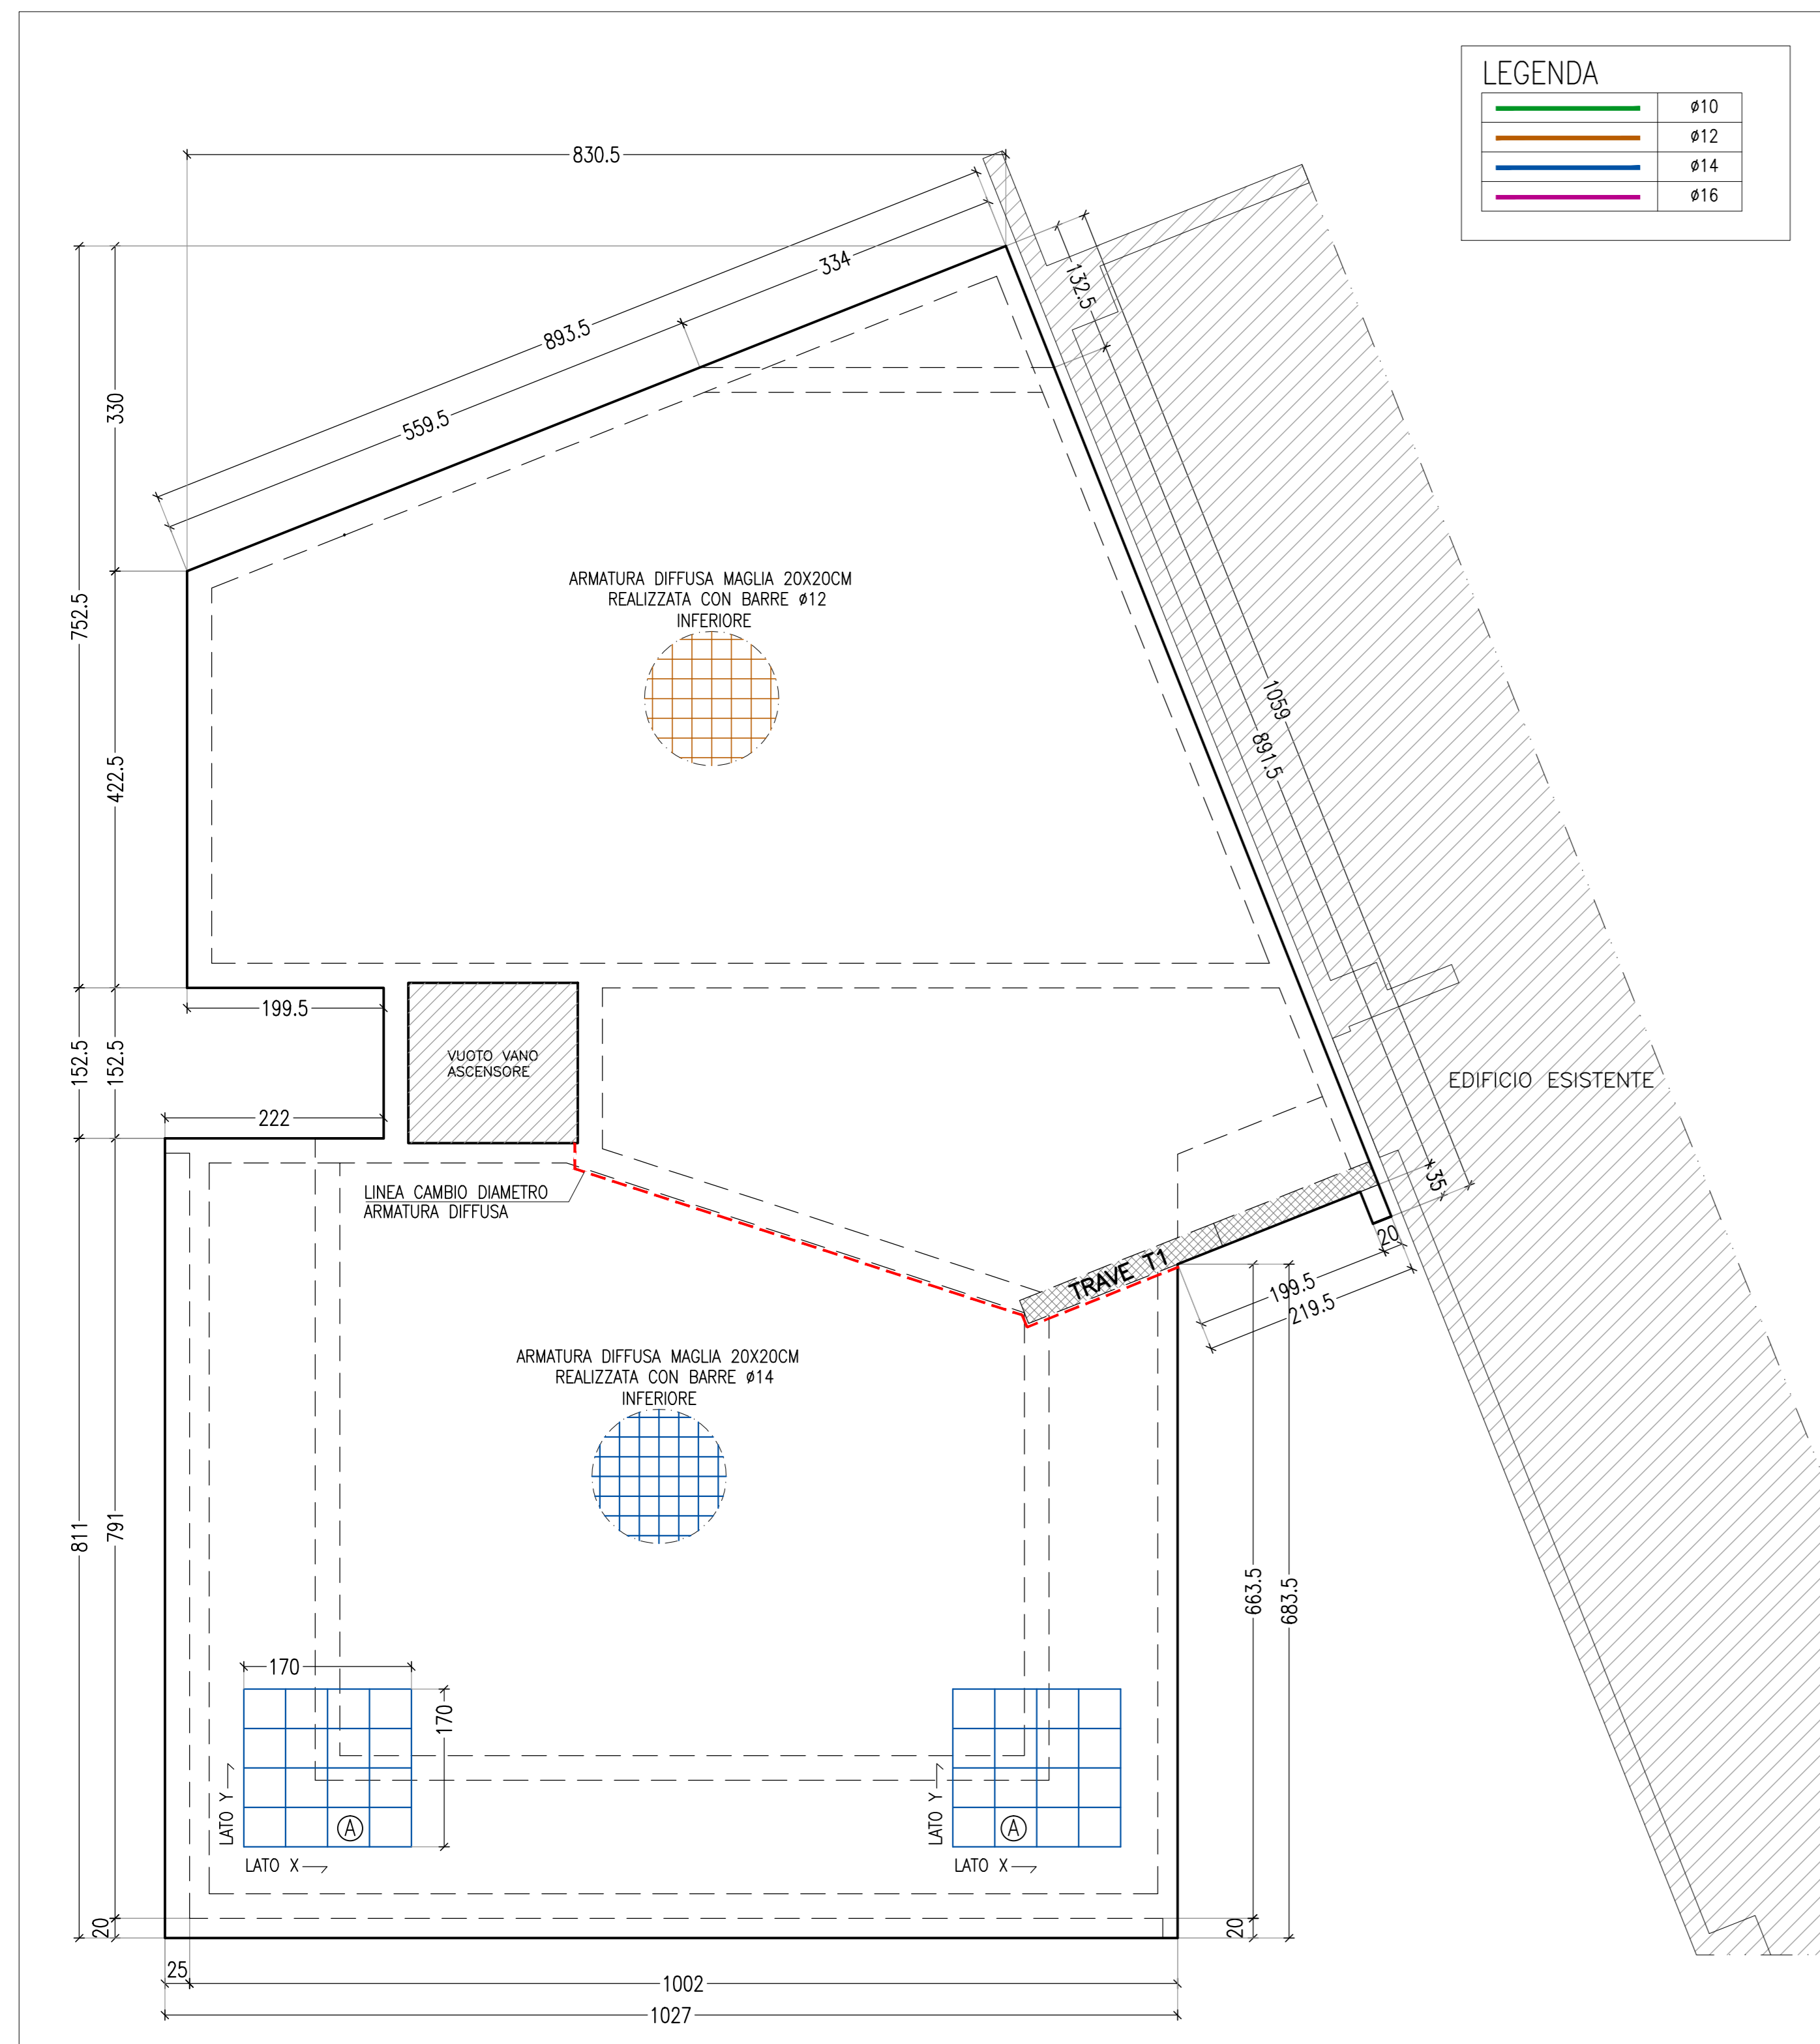 LEGENDA
ø10
ø12
ø14
ø16
830.5
334
893.5
559.5
132.5
330
752.5
422.5
ARMATURA DIFFUSA MAGLIA 20X20CM
REALIZZATA CON BARRE ø12
INFERIORE
1059
891.5
199.5
152.5
152.5
VUOTO VANO
ASCENSORE
EDIFICIO ESISTENTE
222
LINEA CAMBIO DIAMETRO
ARMATURA DIFFUSA
35
20
TRAVE T1
199.5
219.5
ARMATURA DIFFUSA MAGLIA 20X20CM
REALIZZATA CON BARRE ø14
INFERIORE
811
791
663.5
683.5
170
170
LATO Y
A
LATO X
LATO Y
A
LATO X
20
20
25
1002
1027